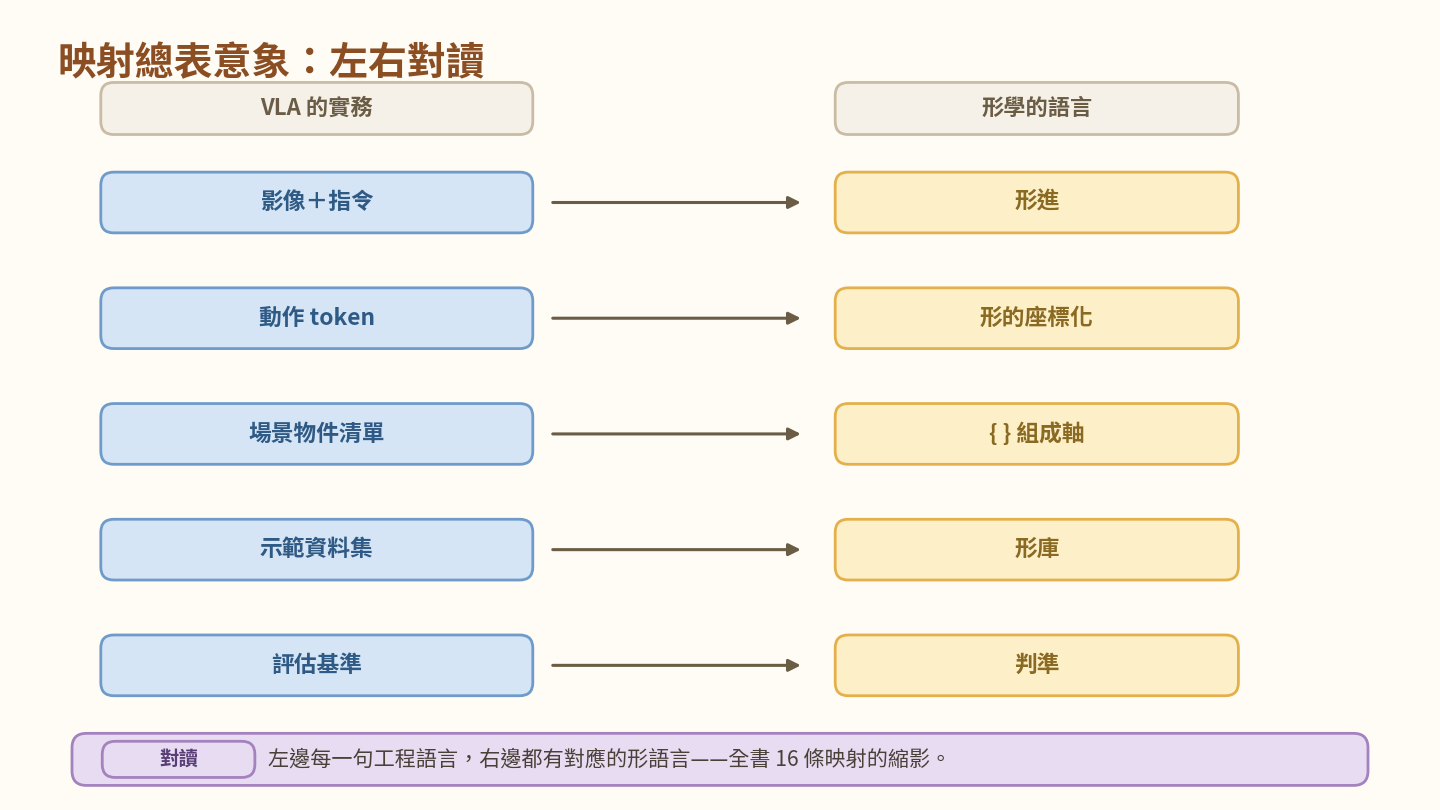 映射總表意象：左右對讀
VLA 的實務
形學的語言
影像＋指令
形進
動作 token
形的座標化
場景物件清單
{ } 組成軸
示範資料集
形庫
評估基準
判準
對讀
左邊每一句工程語言，右邊都有對應的形語言——全書 16 條映射的縮影。